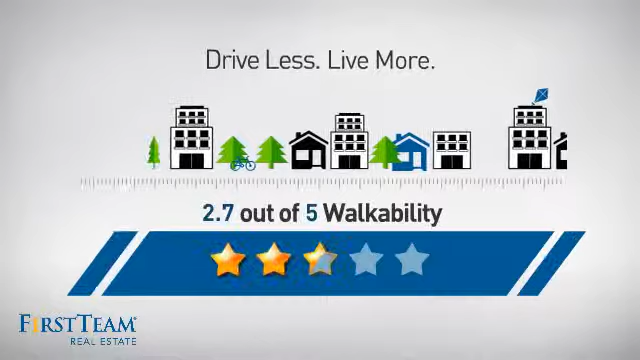 Drive Less. Live More.
2.7 out of 5 Walkability
FIRSTTEAM®
REAL ESTATE